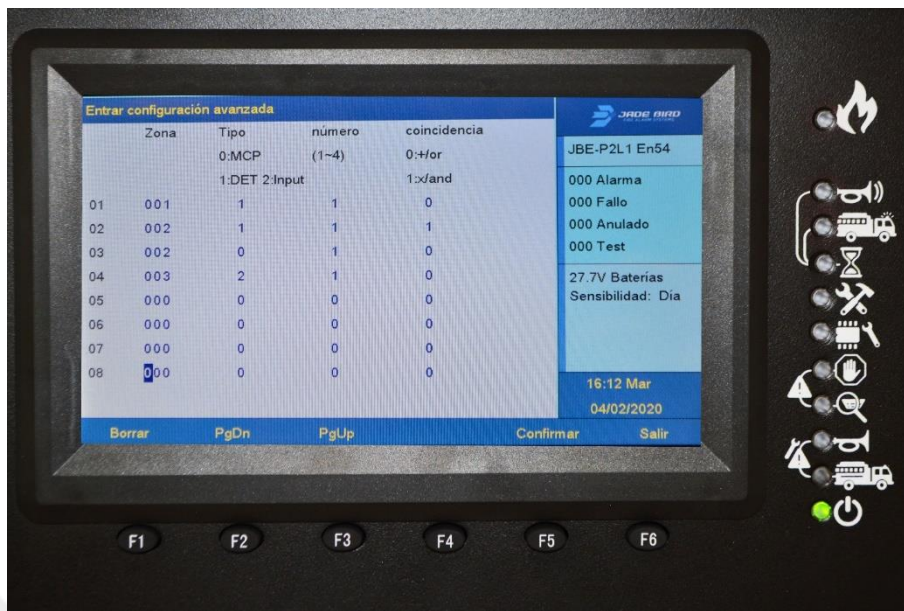 Entrar configuración avanzada
Zona Tipo número coincidencia
0:MCP (1~4) 0:+/or
1:DET 2:Input 1:x/and
01 001 1 1 0
02 002 1 1 1
03 002 0 1 0
04 003 2 1 0
05 000 0 0 0
06 000 0 0 0
07 000 0 0 0
08 000 0 0 0
JADE BIRD
FIRE ALARM SYSTEMS
JBE-P2L1 En54
000 Alarma
000 Fallo
000 Anulado
000 Test
27.7V Baterías
Sensibilidad: Día
16:12 Mar
04/02/2020
Borrar PgDn PgUp Confirmar Salir
F1 F2 F3 F4 F5 F6